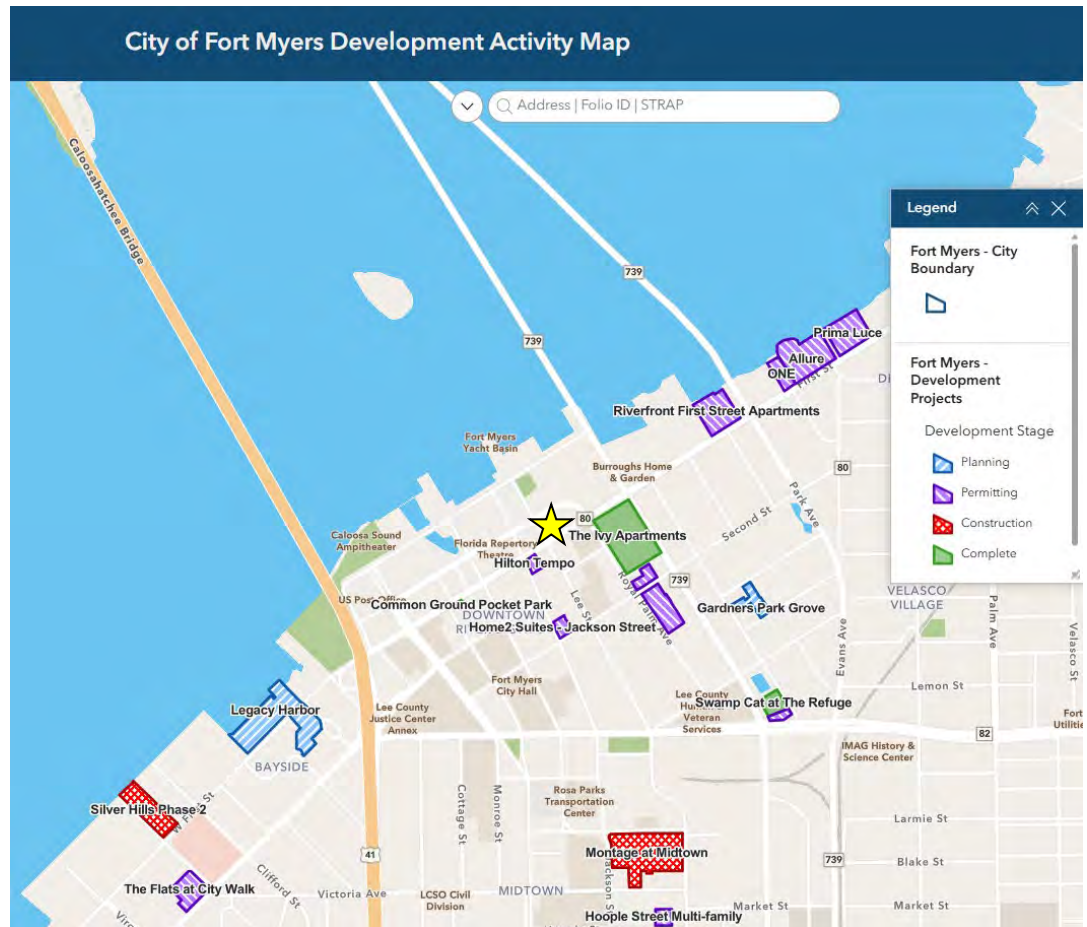 City of Fort Myers Development Activity Map
Address | Folio ID | STRAP
Caloosahatchee Bridge
Legend
Fort Myers - City
Boundary
Fort Myers -
Development
Projects
Development Stage
Planning
Permitting
Construction
Complete
739
739
Prima Luce
Allure
ONE
First St
Riverfront First Street Apartments
Fort Myers
Yacht Basin
Burroughs Home
& Garden
80
Park Ave
Second St
80
Caloosa Sound
Ampitheater
Florida Repertory
Theatre
The Ivy Apartments
Hilton Tempo
US Post
Common Ground Pocket Park
Lee St
Royal Palm Ave
739
DOWNTOWN
Home2 Suites - Jackson Street
Gardners Park Grove
VELASCO
VILLAGE
Evans Ave
Palm Ave
Velasco St
Fort Myers
City Hall
Lemon St
Legacy Harbor
Lee County
Justice Center
Annex
Lee County
Swamp Cat at The Refuge
Veteran
Services
82
Fort
BAYSIDE
IMAG History &
Science Center
Silver Hills Phase 2
Cottage St
Monroe St
Rosa Parks
Transportation
Center
Larmie St
41
Montage at Midtown
739
Blake St
The Flats at City Walk
Clifford St
Victoria Ave
LCSO Civil
Division
MIDTOWN
Market St
Market St
Hoople Street Multi-family